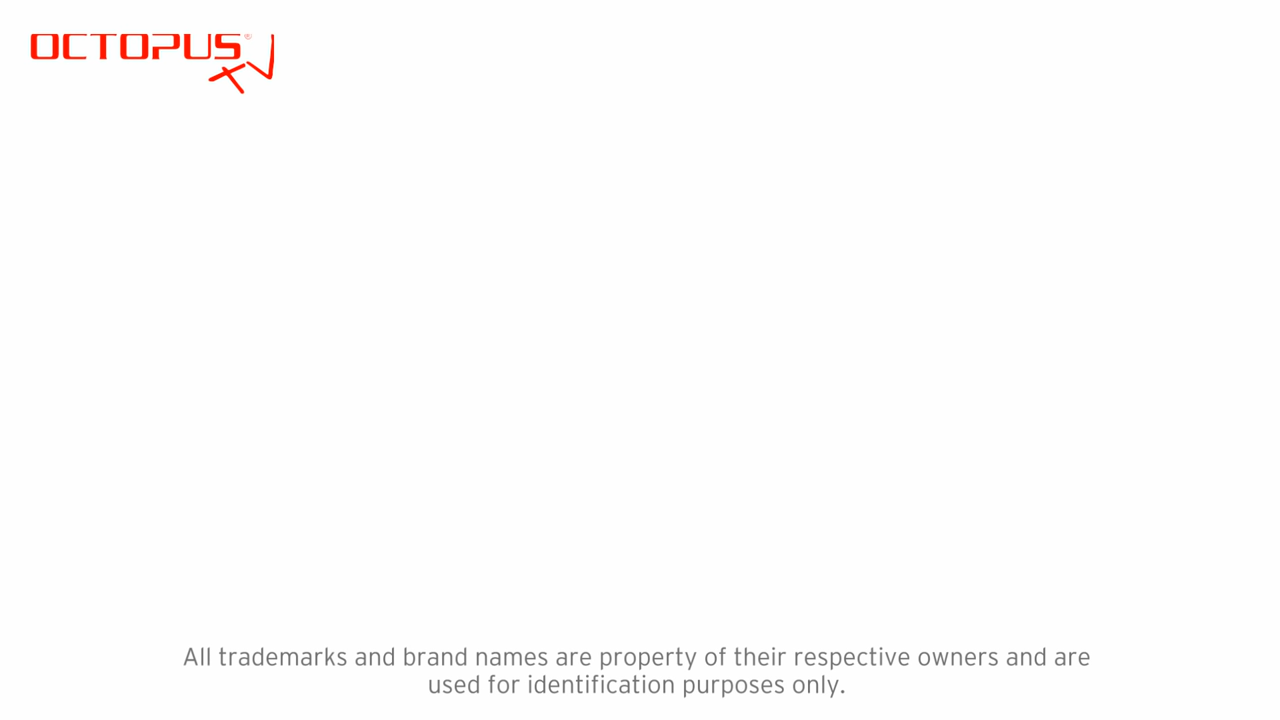 OCTOPUS®
XV
All trademarks and brand names are property of their respective owners and are
used for identification purposes only.